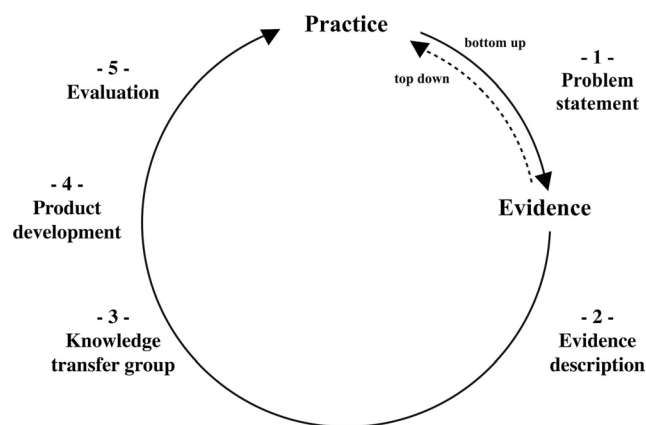 Practice
bottom up
top down
- 1 -
Problem
statement
Evidence
- 2 -
Evidence
description
- 3 -
Knowledge
transfer group
- 4 -
Product
development
- 5 -
Evaluation